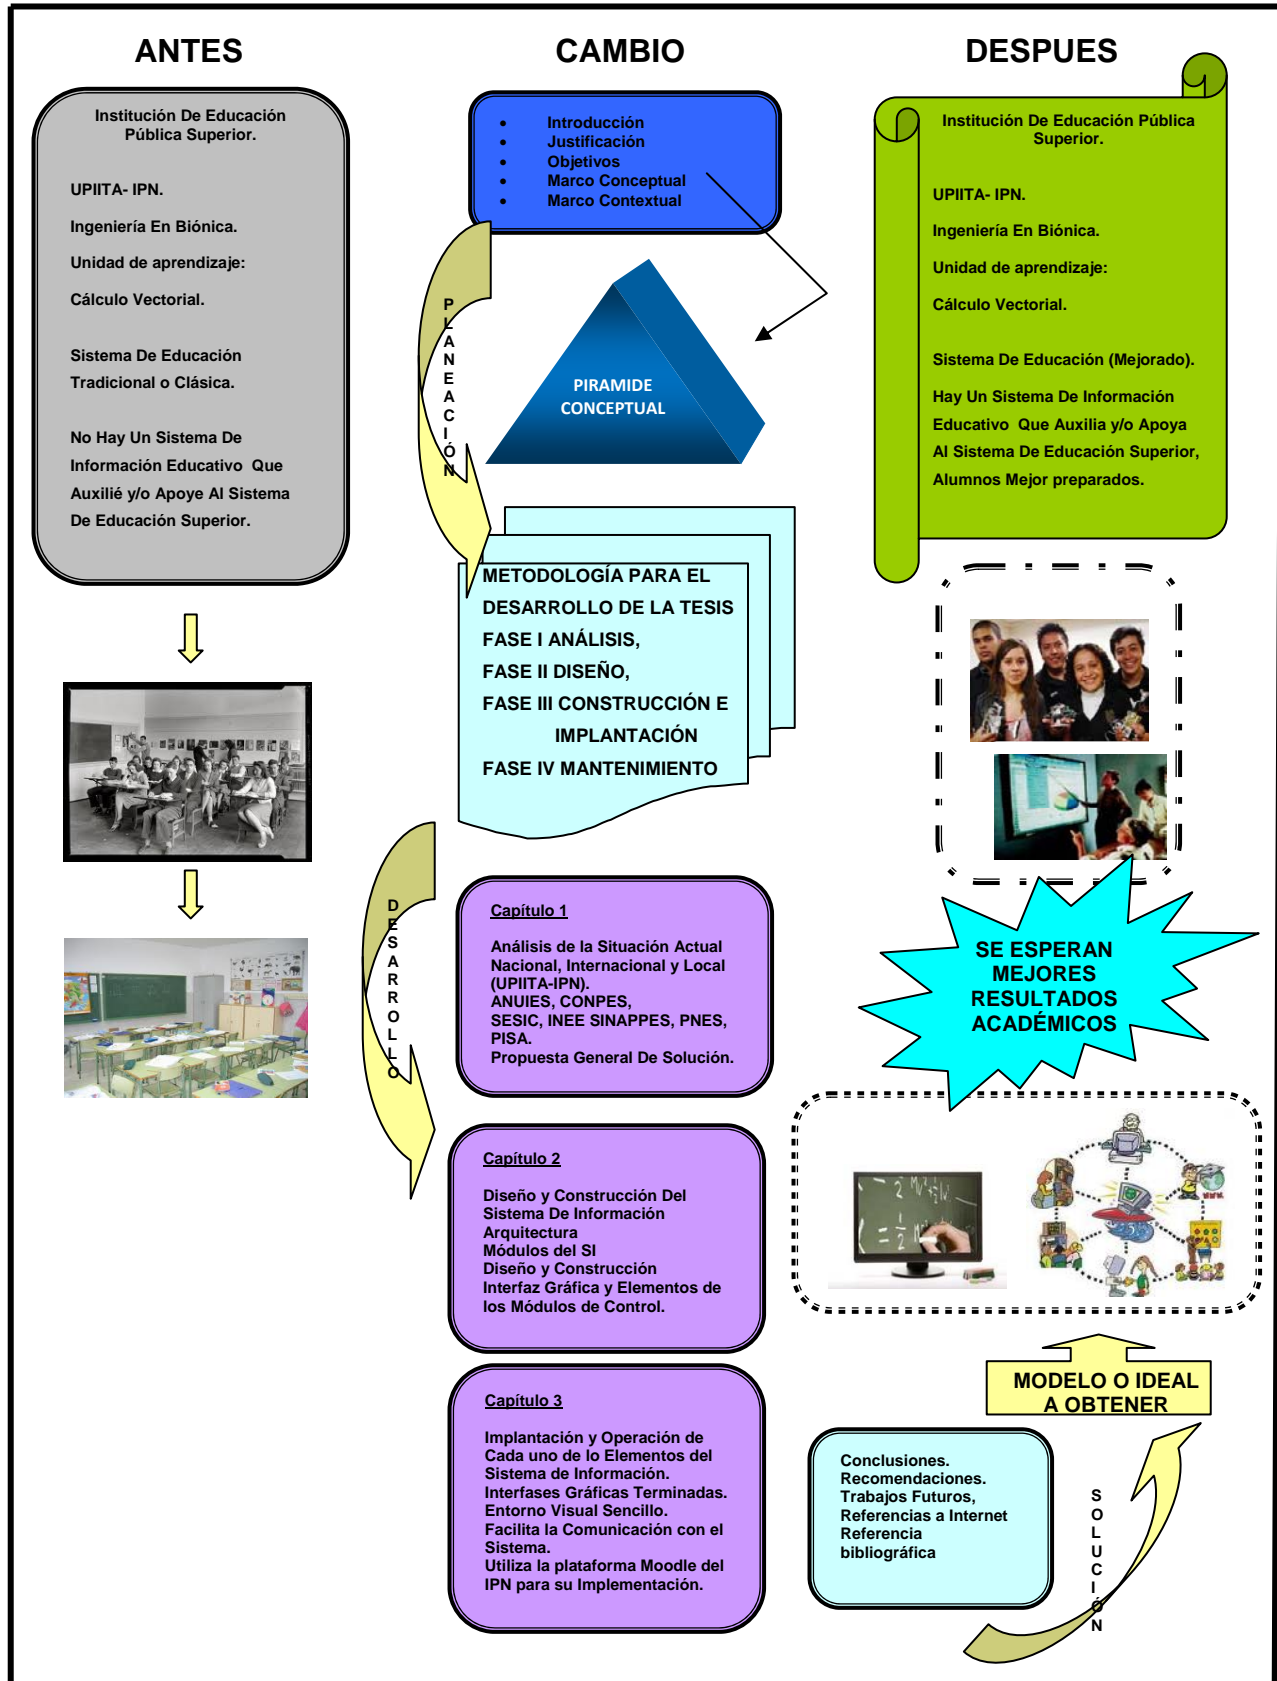 ANTES
Institución De Educación
Pública Superior.
UPIITA- IPN.
Ingeniería En Biónica.
Unidad de aprendizaje:
Cálculo Vectorial.
Sistema De Educación
Tradicional o Clásica.
No Hay Un Sistema De
Información Educativo Que
Auxilié y/o Apoye Al Sistema
De Educación Superior.
CAMBIO
• Introducción
• Justificación
• Objetivos
• Marco Conceptual
• Marco Contextual
PLANEACIÓN
PIRAMIDE
CONCEPTUAL
METODOLOGÍA PARA EL
DESARROLLO DE LA TESIS
FASE I ANÁLISIS,
FASE II DISEÑO,
FASE III CONSTRUCCIÓN E
IMPLANTACIÓN
FASE IV MANTENIMIENTO
DESARROLLO
Capítulo 1
Análisis de la Situación Actual
Nacional, Internacional y Local
(UPIITA-IPN).
ANUIES, CONPES,
SESIC, INEE SINAPPES, PNES,
PISA.
Propuesta General De Solución.
Capítulo 2
Diseño y Construcción Del
Sistema De Información
Arquitectura
Módulos del SI
Diseño y Construcción
Interfaz Gráfica y Elementos de
los Módulos de Control.
Capítulo 3
Implantación y Operación de
Cada uno de lo Elementos del
Sistema de Información.
Interfases Gráficas Terminadas.
Entorno Visual Sencillo.
Facilita la Comunicación con el
Sistema.
Utiliza la plataforma Moodle del
IPN para su Implementación.
DESPUES
Institución De Educación Pública
Superior.
UPIITA- IPN.
Ingeniería En Biónica.
Unidad de aprendizaje:
Cálculo Vectorial.
Sistema De Educación (Mejorado).
Hay Un Sistema De Información
Educativo Que Auxilia y/o Apoya
Al Sistema De Educación Superior,
Alumnos Mejor preparados.
SE ESPERAN
MEJORES
RESULTADOS
ACADÉMICOS
WWW
MODELO O IDEAL
A OBTENER
Conclusiones.
Recomendaciones.
Trabajos Futuros,
Referencias a Internet
Referencia
bibliográfica
SOLUCIÓN